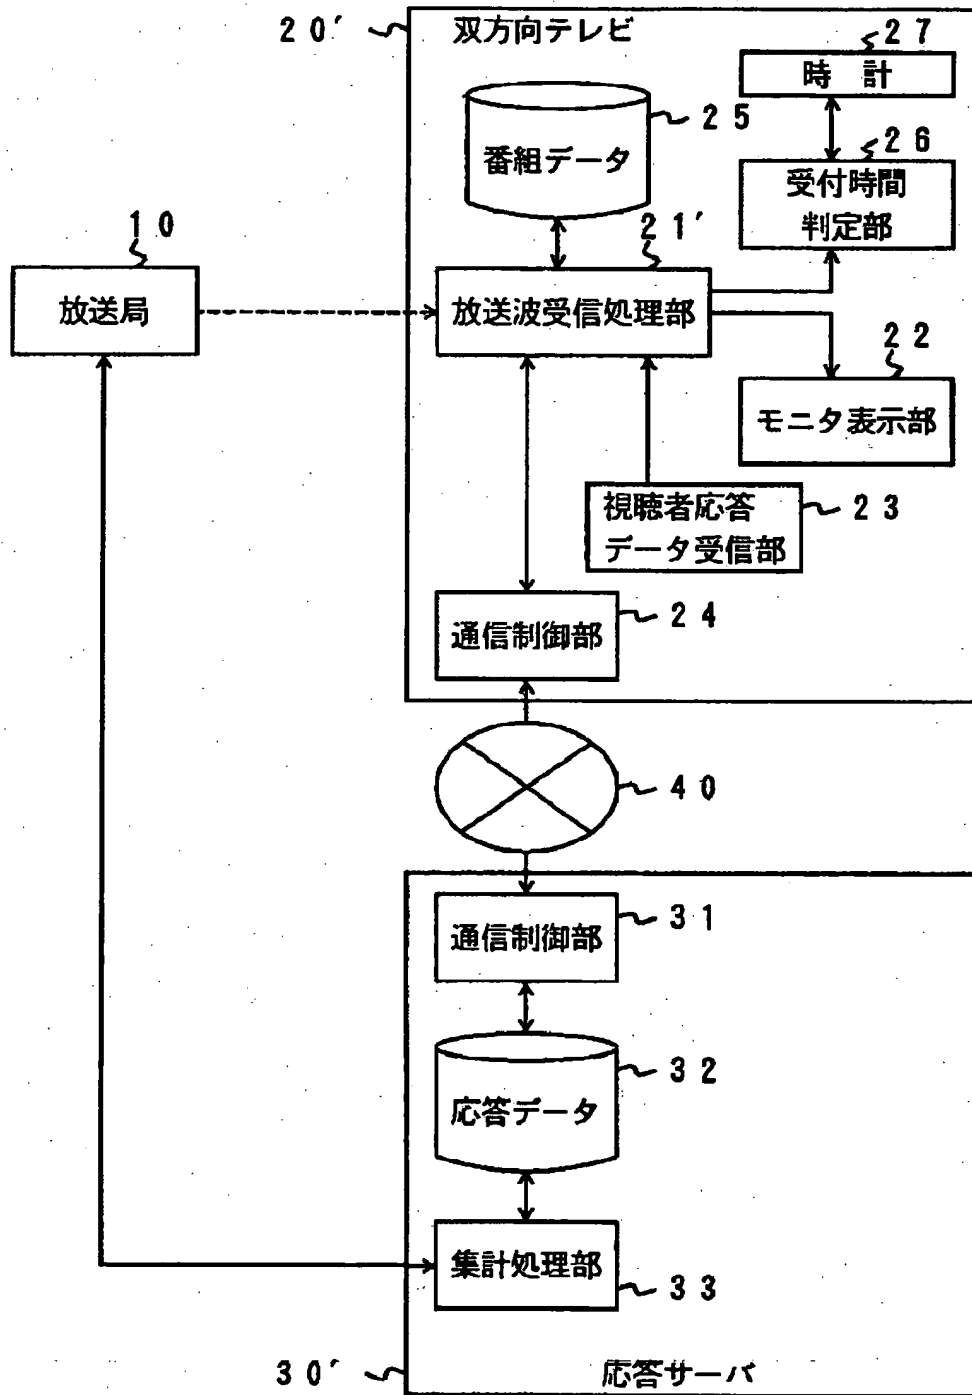 20′
双方向テレビ
27
時 計
25
番組データ
26
受付時間
判定部
10
放送局
21′
放送波受信処理部
22
モニタ表示部
視聴者応答
データ受信部
23
24
通信制御部
40
31
通信制御部
32
応答データ
集計処理部
33
30′
応答サーバ